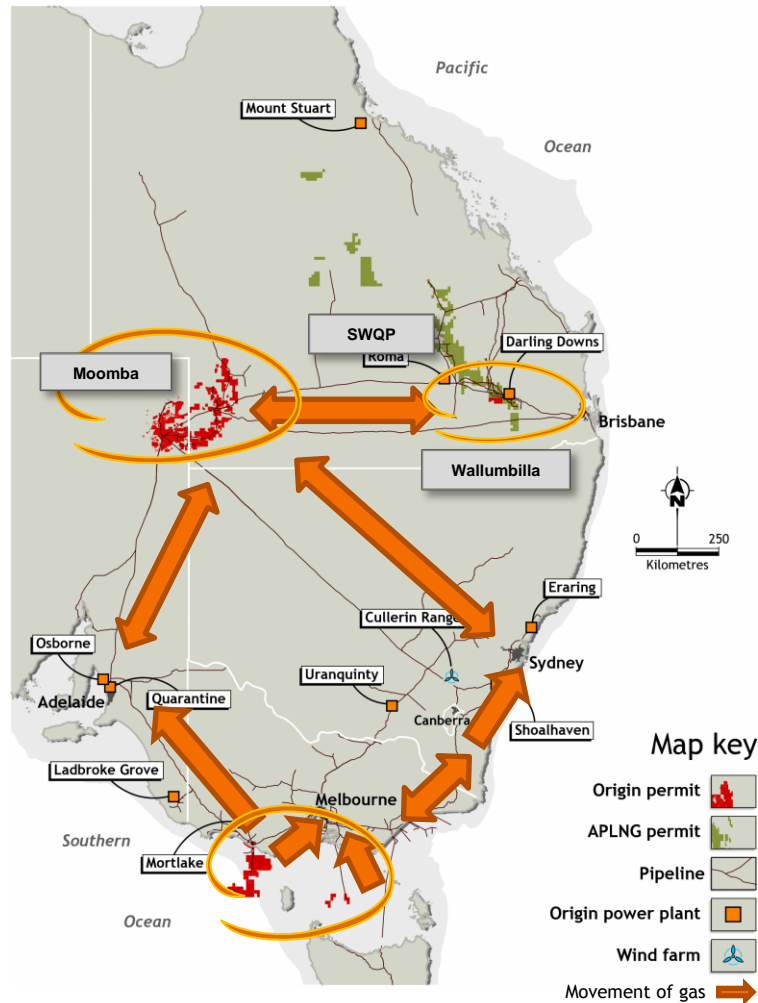 Pacific
Mount Stuart
Ocean
SWQP
Darling Downs
Roma
Moomba
Brisbane
Wallumbilla
N
0 250
Kilometres
Eraring
Cullerin Range
Osborne
Sydney
Uranquinty
Adelaide
Quarantine
Canberra
Shoalhaven
Map key
Ladbroke Grove
Melbourne
Origin permit
Southern
APLNG permit
Mortlake
Pipeline
Ocean
Origin power plant
Wind farm
Movement of gas